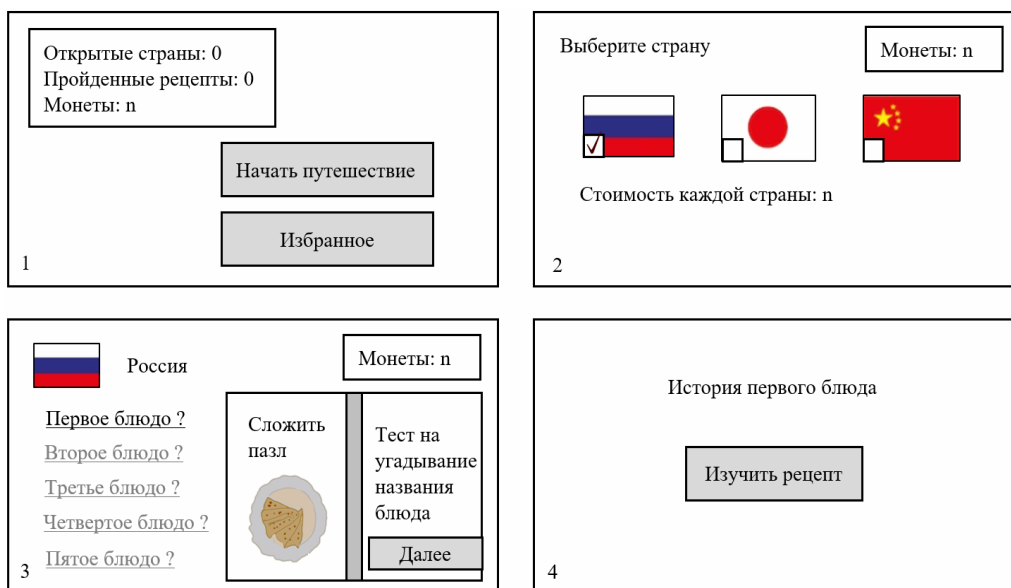 Открытые страны: 0
Пройденные рецепты: 0
Монеты: n
Начать путешествие
Избранное
1
Выберите страну
Монеты: n
Стоимость каждой страны: n
2
Россия
Монеты: n
Первое блюдо ?
Второе блюдо ?
Третье блюдо ?
Четвертое блюдо ?
Пятое блюдо ?
Сложить
пазл
Тест на
угадывание
названия
блюда
Далее
3
История первого блюда
Изучить рецепт
4